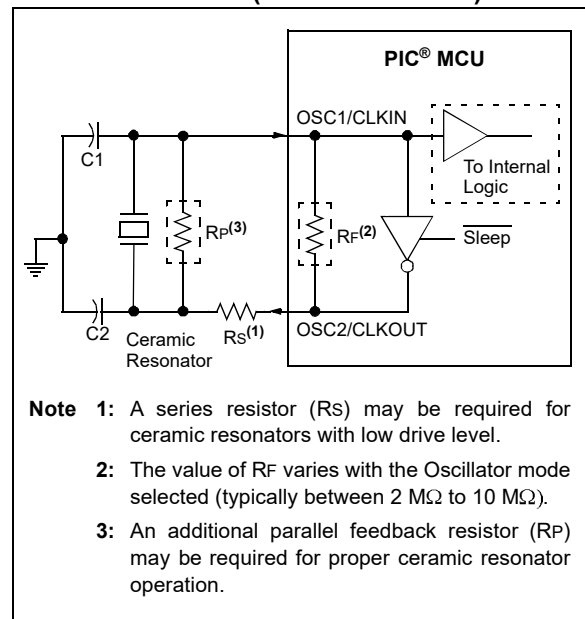 PIC® MCU
OSC1/CLKIN
C1
To Internal
Logic
RP(3)
RF(2)
Sleep
C2
Ceramic
Resonator
RS(1)
OSC2/CLKOUT
Note 1: A series resistor (RS) may be required for
ceramic resonators with low drive level.
2: The value of RF varies with the Oscillator mode
selected (typically between 2 MΩ to 10 MΩ).
3: An additional parallel feedback resistor (RP)
may be required for proper ceramic resonator
operation.